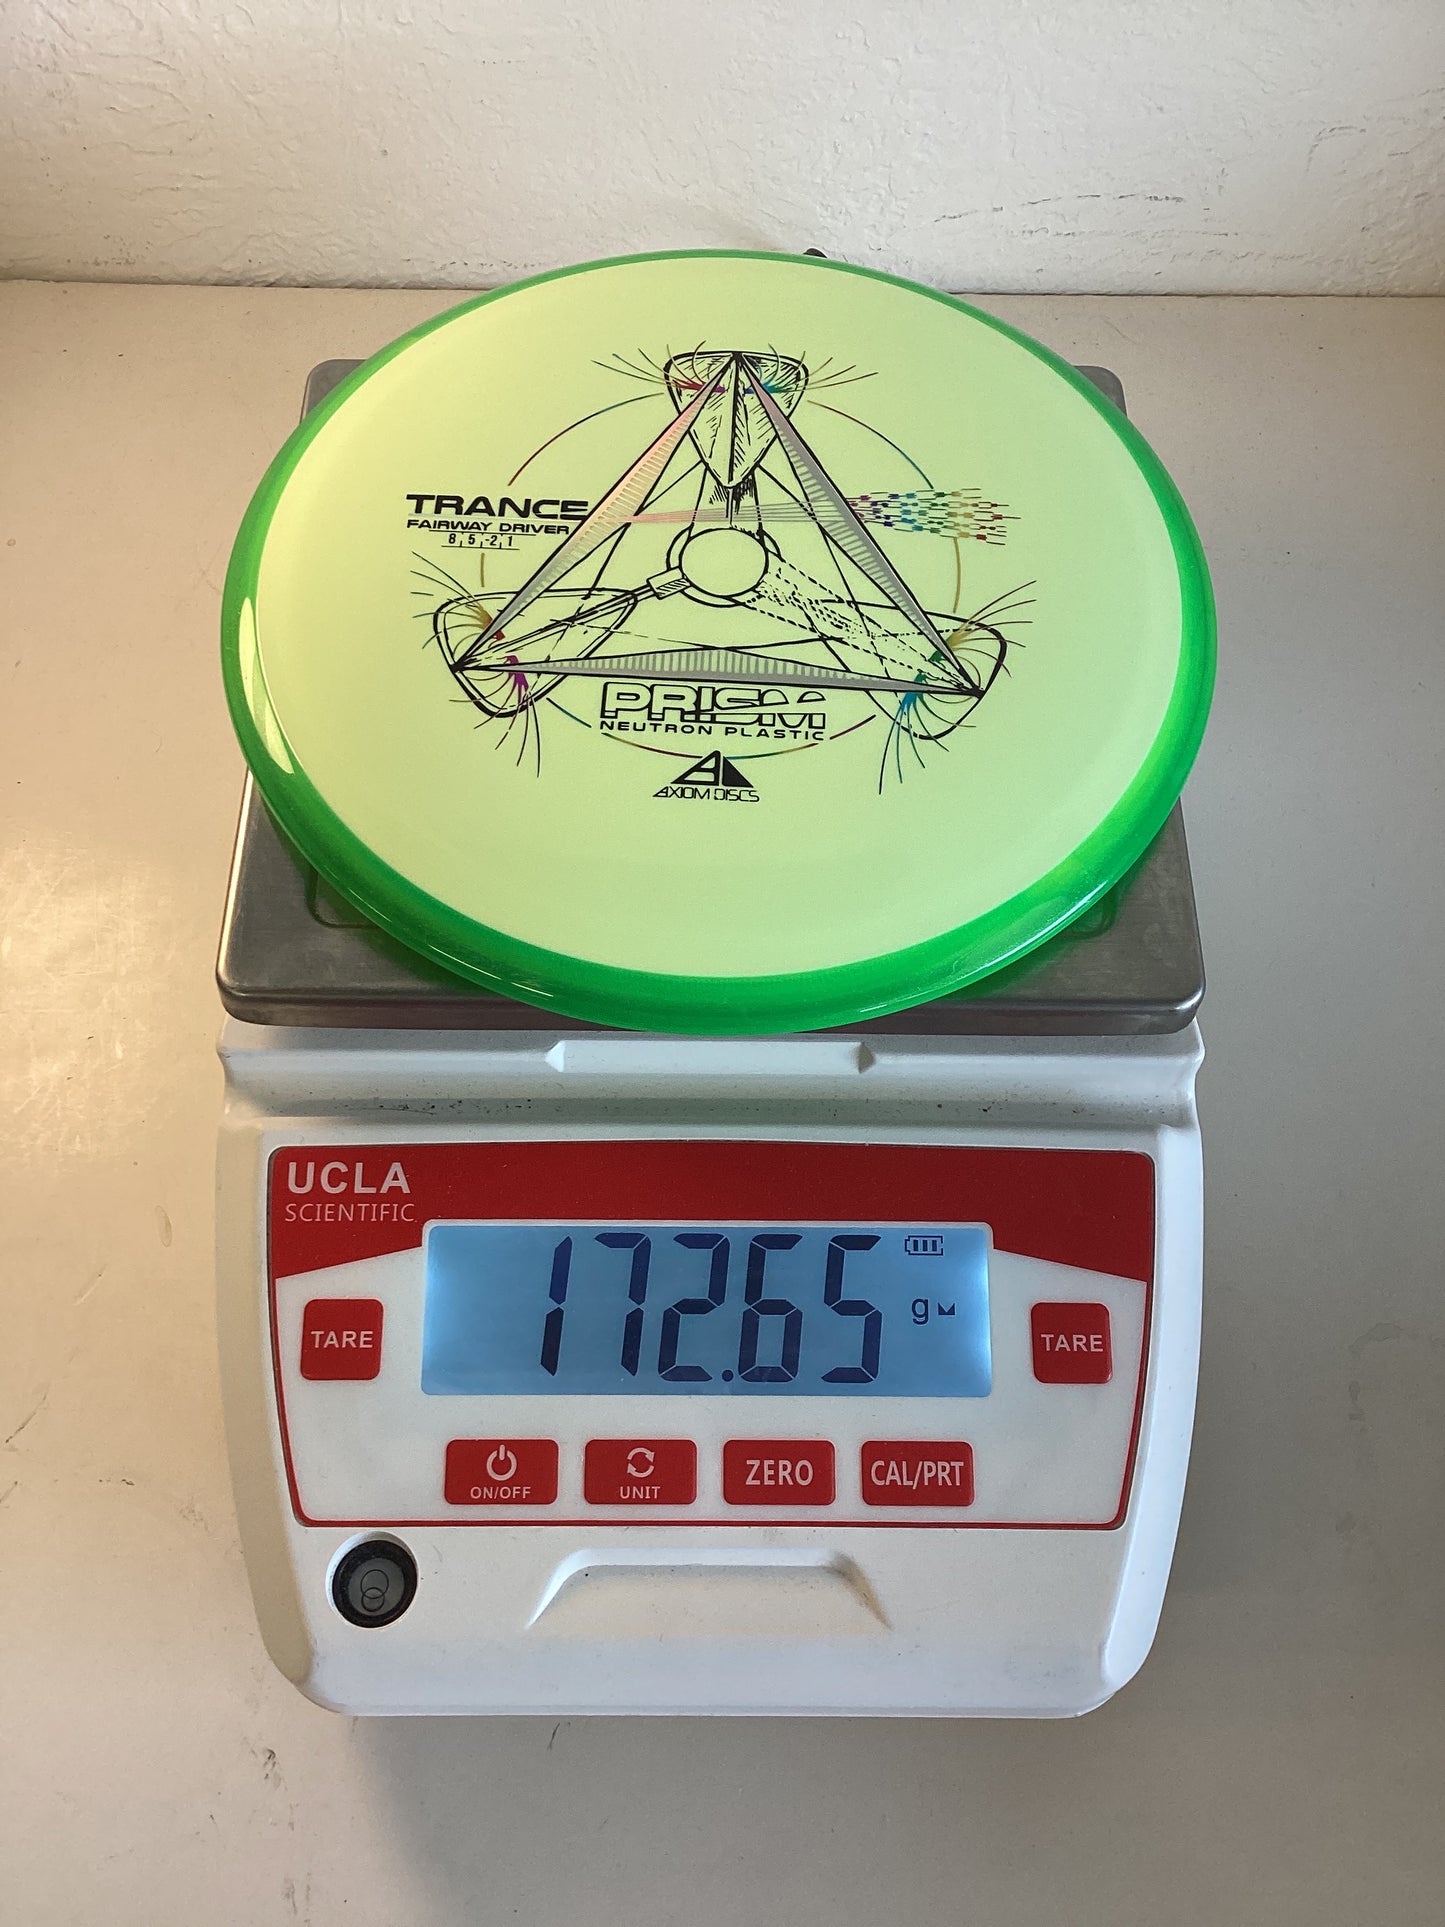 TRANCE
FAIRWAY DRIVER
8, 5, -2, 1
PRISM
NEUTRON PLASTIC
AXIOM DISCS
UCLA
SCIENTIFIC
172.65 g
TARE
TARE
ON/OFF
UNIT
ZERO
CAL/PRT